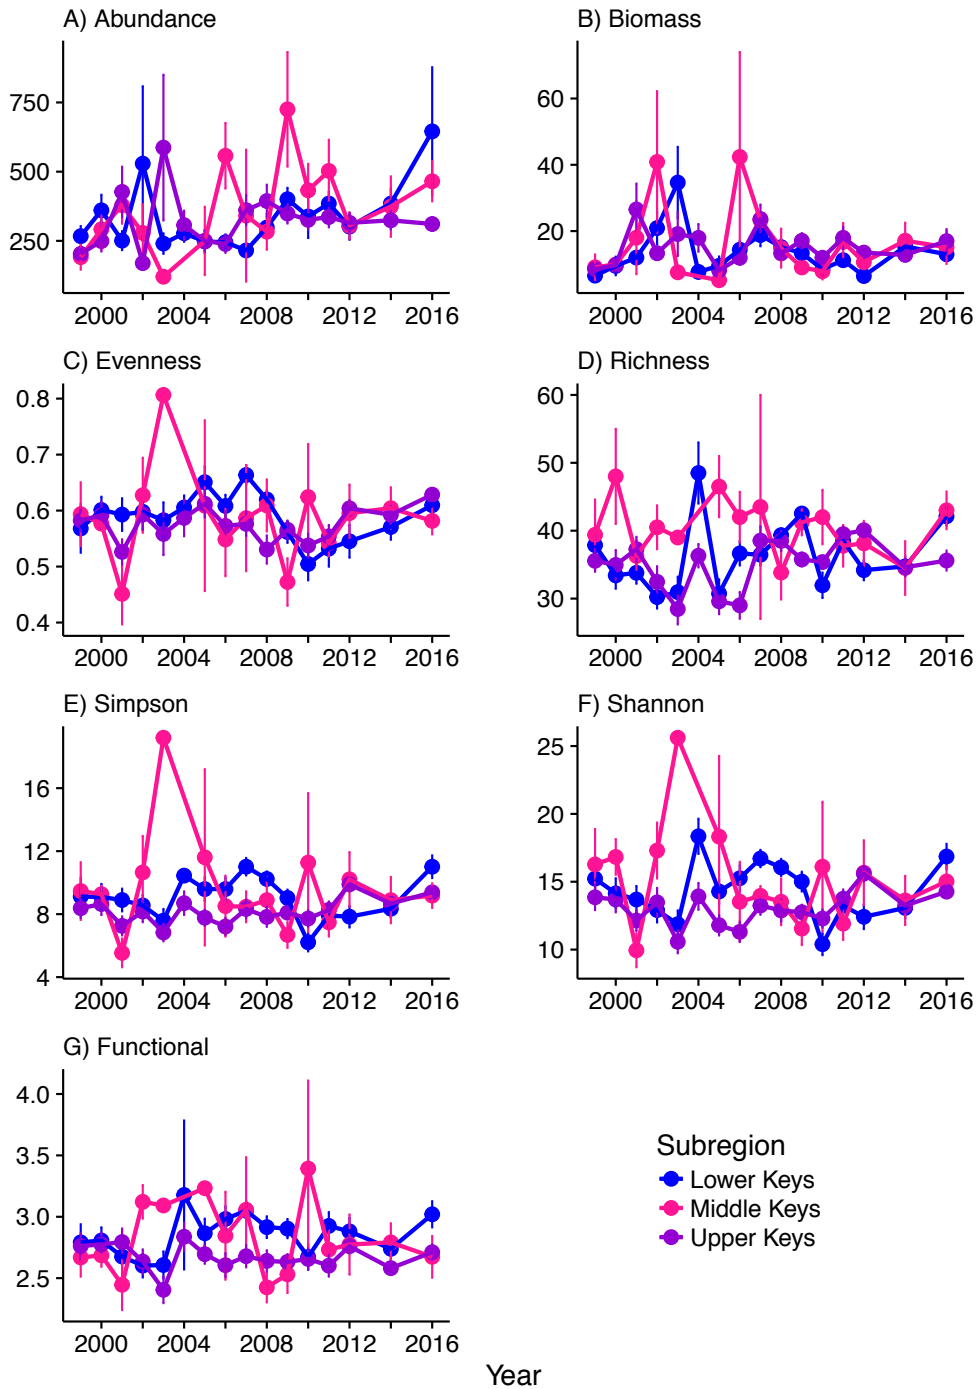 A) Abundance
750
500
250
2000 2004 2008 2012 2016
B) Biomass
60
40
20
2000 2004 2008 2012 2016
C) Evenness
0.8
0.7
0.6
0.5
0.4
2000 2004 2008 2012 2016
D) Richness
60
50
40
30
2000 2004 2008 2012 2016
E) Simpson
16
12
8
4
2000 2004 2008 2012 2016
F) Shannon
25
20
15
10
2000 2004 2008 2012 2016
G) Functional
4.0
3.5
3.0
2.5
2000 2004 2008 2012 2016
Subregion
Lower Keys
Middle Keys
Upper Keys
Year